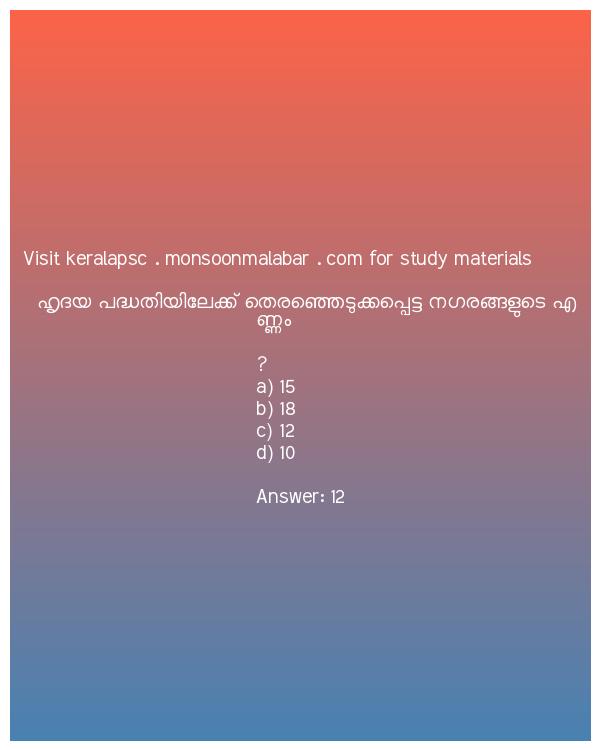 Visit keralapsc . monsoonmalabar . com for study materials
ഹൃദയ പദ്ധതിയിലേക്ക് തെരഞ്ഞെടുക്കപ്പെട്ട നഗരങ്ങളുടെ എ
ണ്ണം
?
a) 15
b) 18
c) 12
d) 10
Answer: 12